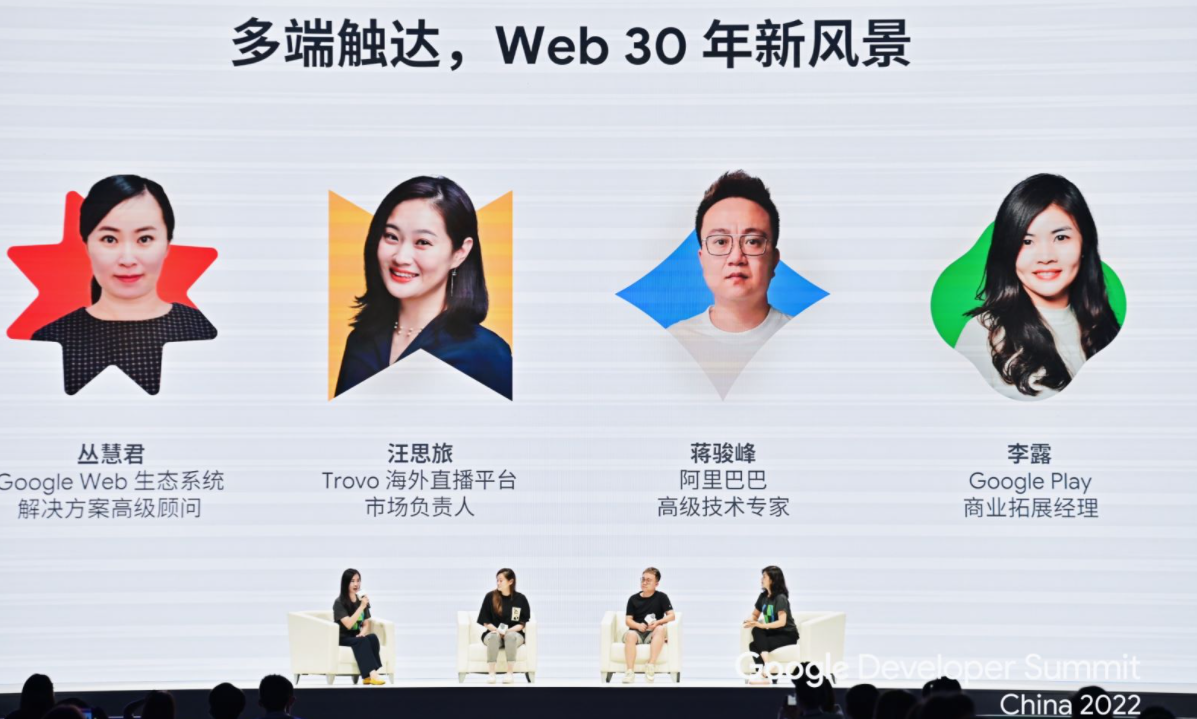 多端触达，Web 30 年新风景
丛慧君
Google Web 生态系统
解决方案高级顾问
汪思旅
Trovo 海外直播平台
市场负责人
蒋骏峰
阿里巴巴
高级技术专家
李露
Google Play
商业拓展经理
Google Developer Summit
China 2022